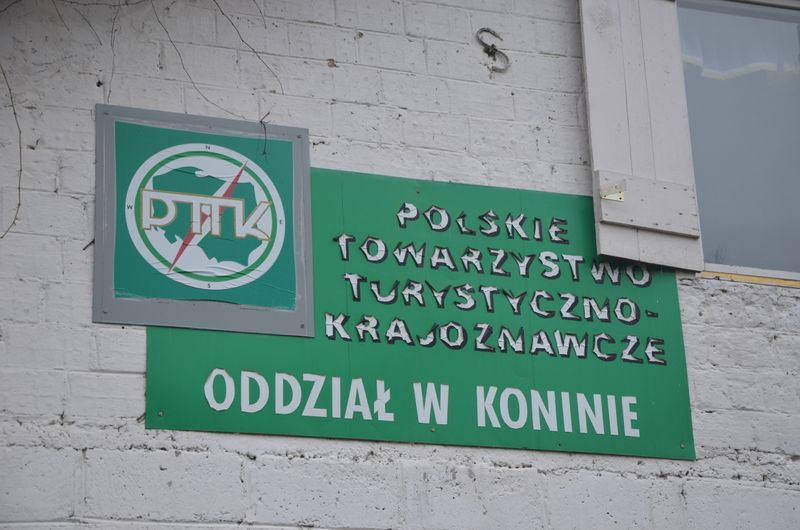 N
W E
PTTK
S
POLSKIE
TOWARZYSTWO
TURYSTYCZNO-
KRAJOZNAWCZE
ODDZIAŁ W KONINIE